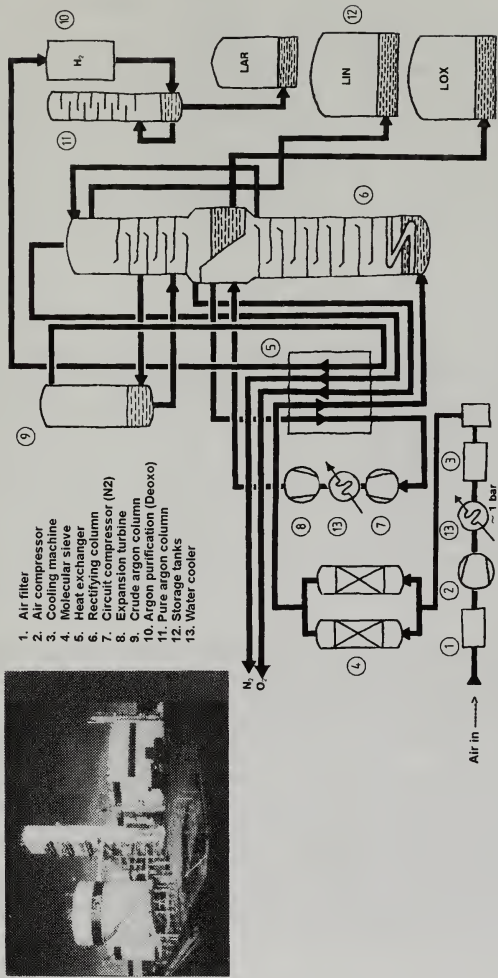 1. Air filter
2. Air compressor
3. Cooling machine
4. Molecular sieve
5. Heat exchanger
6. Rectifying column
7. Circuit compressor (N2)
8. Expansion turbine
9. Crude argon column
10. Argon purification (Deoxo)
11. Pure argon column
12. Storage tanks
13. Water cooler
9
10
H₂
11
LAR
12
LIN
LOX
6
5
8
13
7
N₂
O₂
4
Air in ---->
1
2
13
~ 1 bar
3